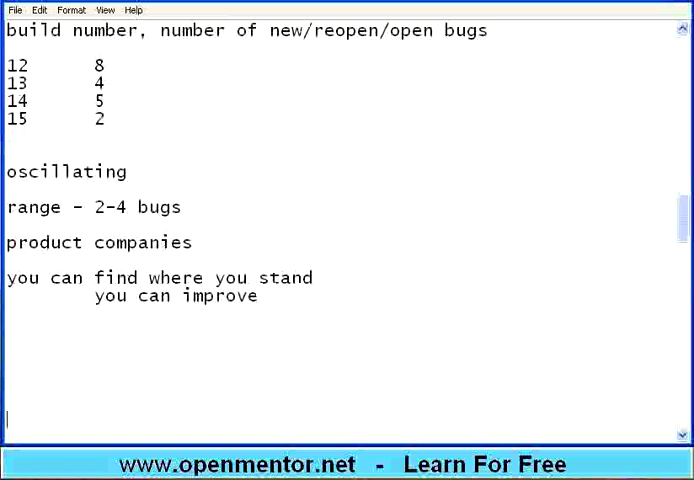 File Edit Format View Help
build number, number of new/reopen/open bugs
12 8
13 4
14 5
15 2
oscillating
range - 2-4 bugs
product companies
you can find where you stand
you can improve
www.openmentor.net - Learn For Free